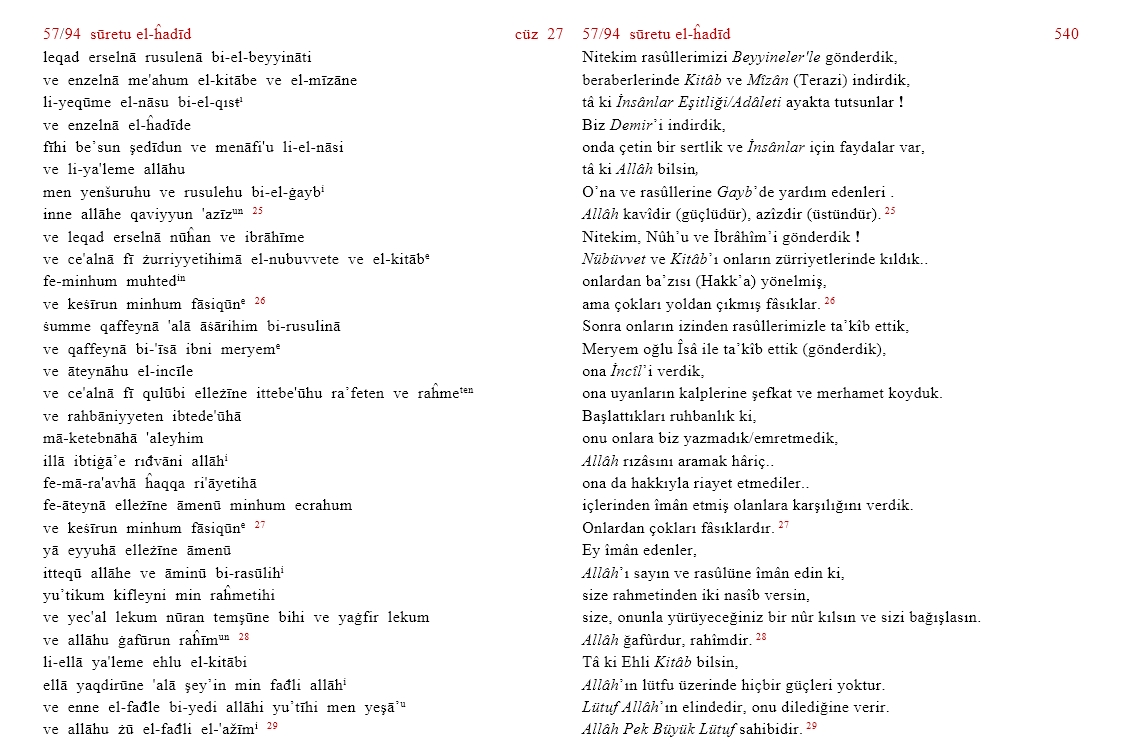 57/94 sūretu el-ĥadīd
cüz 27
leqad erselnā rusulenā bi-el-beyyināti
ve enzelnā me'ahum el-kitābe ve el-mīzāne
li-yeqūme el-nāsu bi-el-qısŧⁱ
ve enzelnā el-ĥadīde
fīhi be’sun şedīdun ve menāfi'u li-el-nāsi
ve li-ya'leme allāhu
men yenšuruhu ve rusulehu bi-el-ġaybⁱ
inne allāhe qaviyyun 'azīzᵘⁿ 25
ve leqad erselnā nūĥan ve ibrāhīme
ve ce'alnā fī żurriyyetihimā el-nubuvvete ve el-kitābᵉ
fe-minhum muhtedⁱⁿ
ve keŝīrun minhum fāsiqūnᵉ 26
ŝumme qaffeynā 'alā āŝārihim bi-rusulinā
ve qaffeynā bi-'īsā ibni meryemᵉ
ve āteynāhu el-incīle
ve ce'alnā fī qulūbi elleżīne ittebe'ūhu ra’feten ve raĥmeᵗᵉⁿ
ve rahbāniyyeten ibtede'ūhā
mā-ketebnāhā 'aleyhim
illā ibtiġā’e rıđvāni allāhⁱ
fe-mā-ra'avhā ĥaqqa ri'āyetihā
fe-āteynā elleżīne āmenū minhum ecrahum
ve keŝīrun minhum fāsiqūnᵉ 27
yā eyyuhā elleżīne āmenū
itteqū allāhe ve āminū bi-rasūlihⁱ
yu’tikum kifleyni min raĥmetihi
ve yec'al lekum nūran temşūne bihi ve yaġfir lekum
ve allāhu ġafūrun raĥīmᵘⁿ 28
li-ellā ya'leme ehlu el-kitābi
ellā yaqdirūne 'alā şey’in min fađli allāhⁱ
ve enne el-fađle bi-yedi allāhi yu’tīhi men yeşā’ᵘ
ve allāhu żū el-fađli el-'ažīmⁱ 29
57/94 sūretu el-ĥadīd
540
Nitekim rasûllerimizi Beyyineler'le gönderdik,
beraberlerinde Kitâb ve Mîzân (Terazi) indirdik,
tâ ki İnsânlar Eşitliği/Adâleti ayakta tutsunlar !
Biz Demir’i indirdik,
onda çetin bir sertlik ve İnsânlar için faydalar var,
tâ ki Allâh bilsin,
O’na ve rasûllerine Gayb’de yardım edenleri .
Allâh kavîdir (güçlüdür), azîzdir (üstündür). 25
Nitekim, Nûh’u ve İbrâhîm’i gönderdik !
Nübüvvet ve Kitâb’ı onların zürriyetlerinde kıldık..
onlardan ba’zısı (Hakk’a) yönelmiş,
ama çokları yoldan çıkmış fâsıklar. 26
Sonra onların izinden rasûllerimizle ta’kîb ettik,
Meryem oğlu Îsâ ile ta’kîb ettik (gönderdik),
ona İncîl’i verdik,
ona uyanların kalplerine şefkat ve merhamet koyduk.
Başlattıkları ruhbanlık ki,
onu onlara biz yazmadık/emretmedik,
Allâh rızâsını aramak hâriç..
ona da hakkıyla riayet etmediler..
içlerinden îmân etmiş olanlara karşılığını verdik.
Onlardan çokları fâsıklardır. 27
Ey îmân edenler,
Allâh’ı sayın ve rasûlüne îmân edin ki,
size rahmetinden iki nasîb versin,
size, onunla yürüyeceğiniz bir nûr kılsın ve sizi bağışlasın.
Allâh ğafûrdur, rahîmdir. 28
Tâ ki Ehli Kitâb bilsin,
Allâh’ın lütfu üzerinde hiçbir güçleri yoktur.
Lütuf Allâh’ın elindedir, onu dilediğine verir.
Allâh Pek Büyük Lütuf sahibidir. 29